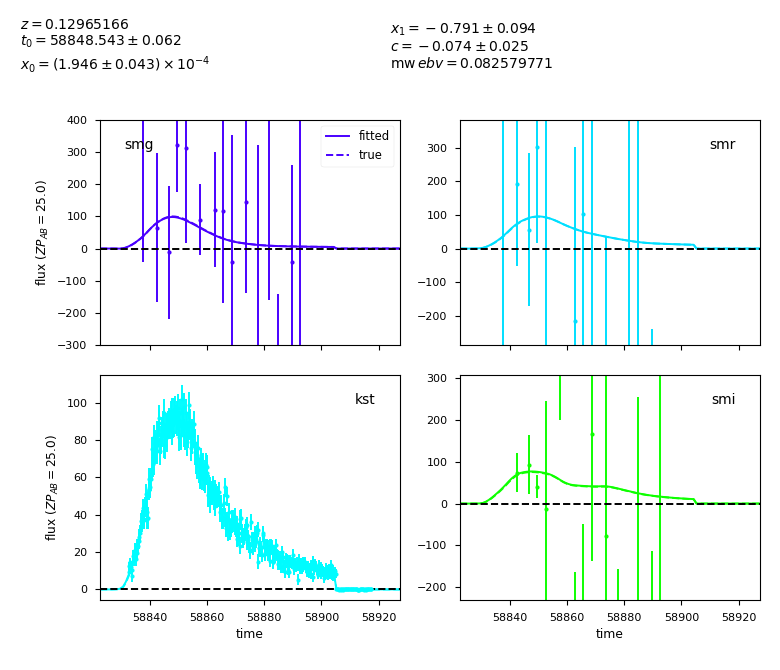 z = 0.12965166
t₀ = 58848.543 ± 0.062
x₀ = (1.946 ± 0.043) × 10⁻⁴
x₁ = −0.791 ± 0.094
c = −0.074 ± 0.025
mw ebv = 0.082579771
smg
fitted
true
400
300
200
100
0
−100
−200
−300
flux (ZP_AB = 25.0)
smr
300
200
100
0
−100
−200
kst
100
80
60
40
20
0
flux (ZP_AB = 25.0)
58840 58860 58880 58900 58920
time
smi
300
200
100
0
−100
−200
58840 58860 58880 58900 58920
time